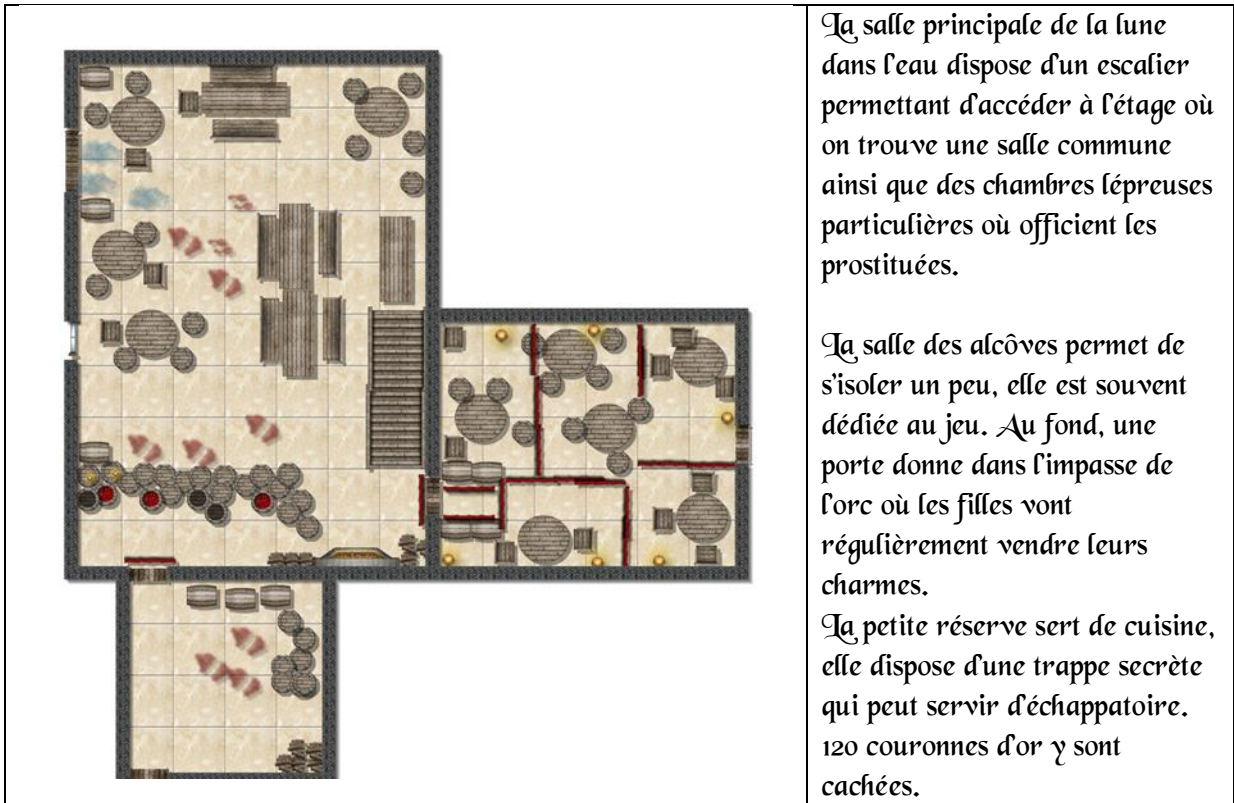 La salle principale de la lune
dans l'eau dispose d'un escalier
permettant d'accéder à l'étage où
on trouve une salle commune
ainsi que des chambres lépreuses
particulières où officient les
prostituées.
La salle des alcôves permet de
s'isoler un peu, elle est souvent
dédiée au jeu. Au fond, une
porte donne dans l'impasse de
l'orc où les filles vont
régulièrement vendre leurs
charmes.
La petite réserve sert de cuisine,
elle dispose d'une trappe secrète
qui peut servir d'échappatoire.
120 couronnes d'or y sont
cachées.